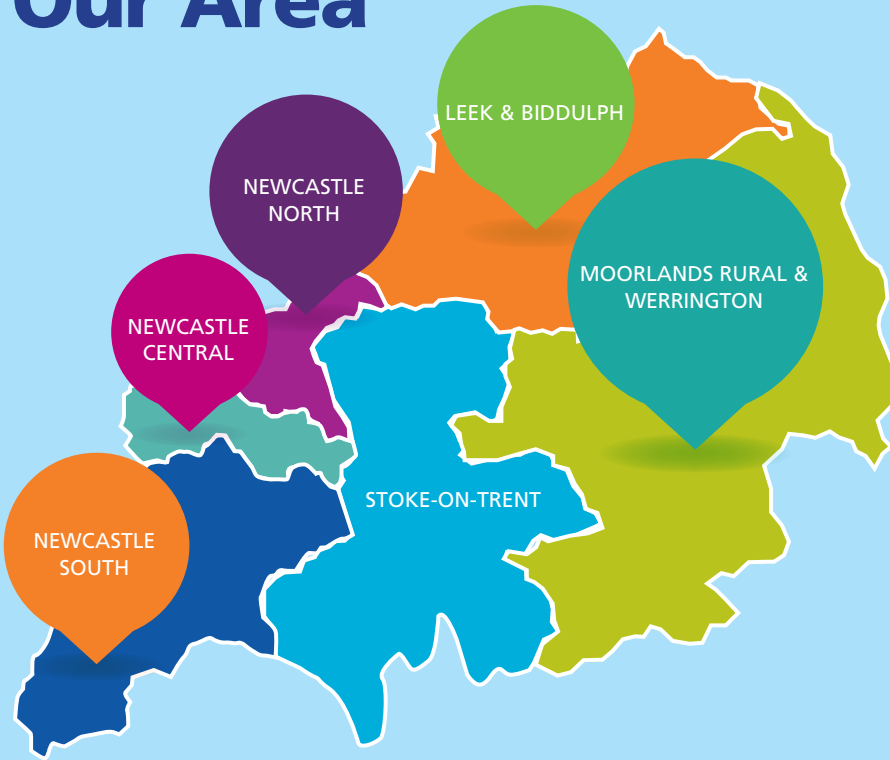 Our Area
LEEK & BIDDULPH
NEWCASTLE
NORTH
MOORLANDS RURAL &
WERRINGTON
NEWCASTLE
CENTRAL
STOKE-ON-TRENT
NEWCASTLE
SOUTH